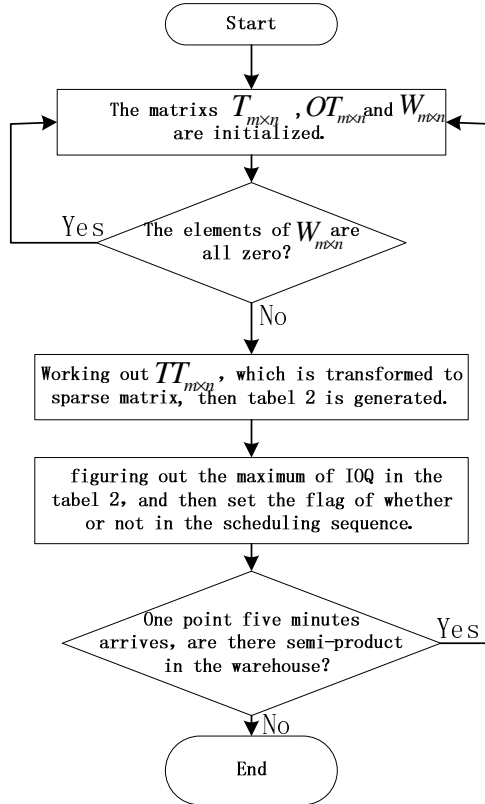 Start
The matrixs T_{m×n}, OT_{m×n} and W_{m×n}
are initialized.
Yes
The elements of W_{m×n} are
all zero?
No
Working out TT_{m×n}, which is transformed to
sparse matrix, then tabel 2 is generated.
figuring out the maximum of IOQ in the
tabel 2, and then set the flag of whether
or not in the scheduling sequence.
One point five minutes
arrives, are there semi-product
in the warehouse?
Yes
No
End